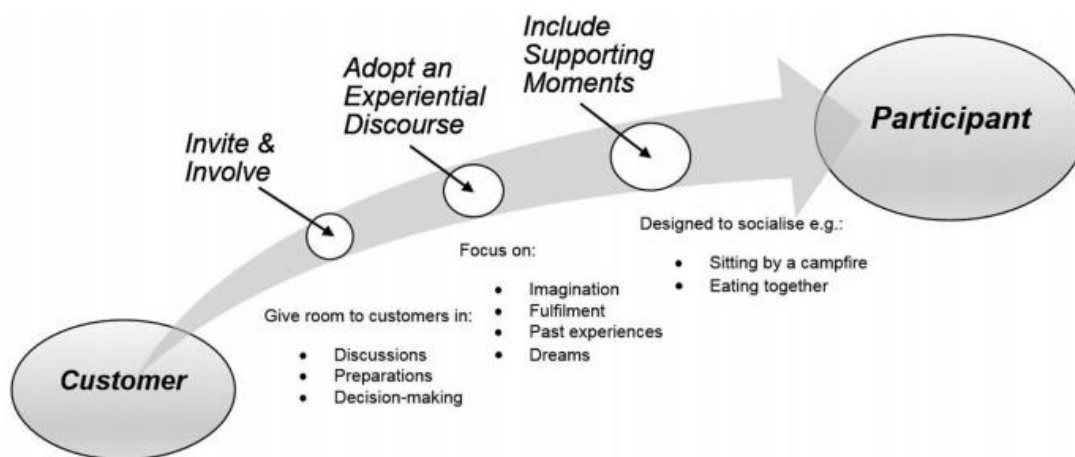 Include
Supporting
Moments
Adopt an
Experiential
Discourse
Participant
Invite &
Involve
Designed to socialise e.g.:
• Sitting by a campfire
• Eating together
Focus on:
• Imagination
• Fulfilment
• Past experiences
• Dreams
Give room to customers in:
• Discussions
• Preparations
• Decision-making
Customer